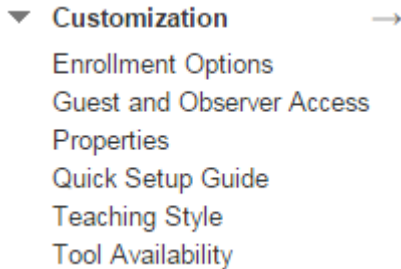 Customization
Enrollment Options
Guest and Observer Access
Properties
Quick Setup Guide
Teaching Style
Tool Availability